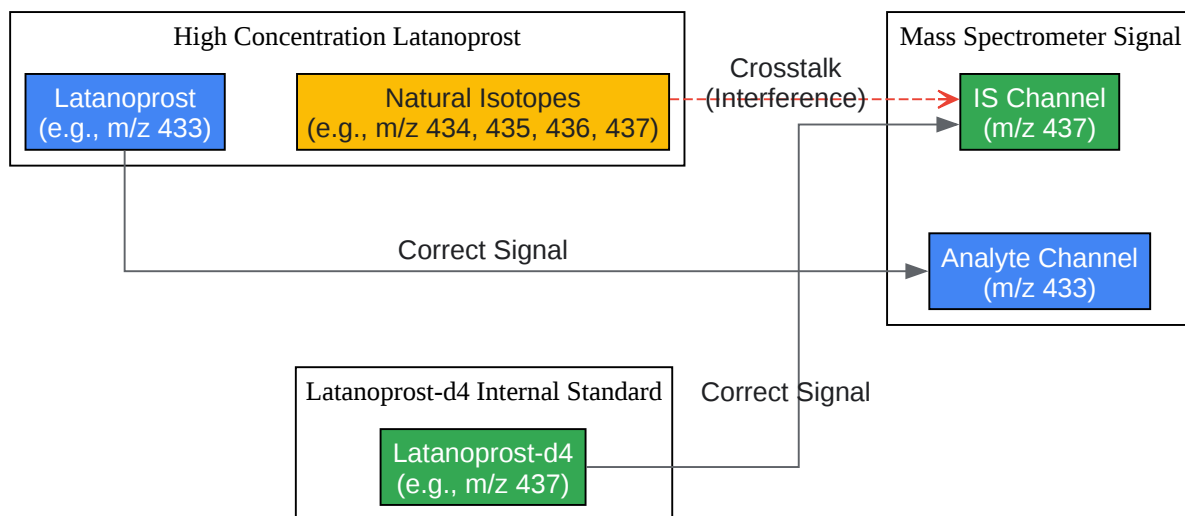 High Concentration Latanoprost
Latanoprost
(e.g., m/z 433)
Natural Isotopes
(e.g., m/z 434, 435, 436, 437)
Crosstalk
(Interference)
Mass Spectrometer Signal
IS Channel
(m/z 437)
Correct Signal
Analyte Channel
(m/z 433)
Latanoprost-d4 Internal Standard
Correct Signal
Latanoprost-d4
(e.g., m/z 437)